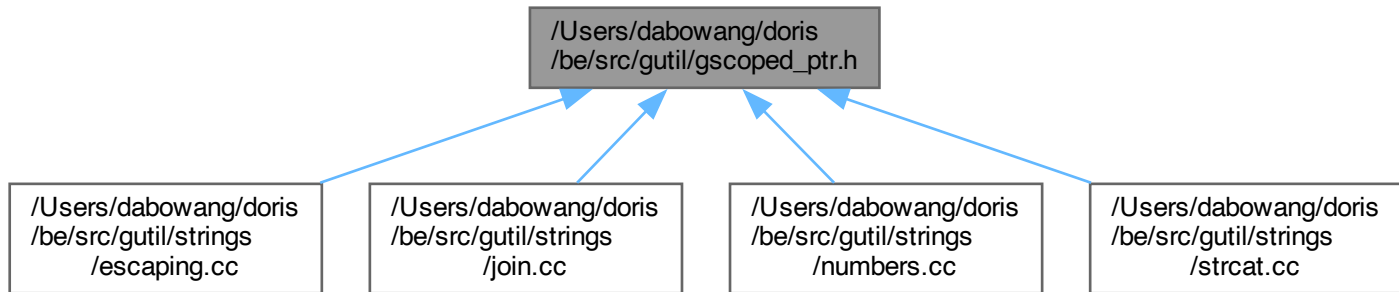 /Users/dabowang/doris
/be/src/gutil/gscoped_ptr.h
/Users/dabowang/doris
/be/src/gutil/strings
/escaping.cc
/Users/dabowang/doris
/be/src/gutil/strings
/join.cc
/Users/dabowang/doris
/be/src/gutil/strings
/numbers.cc
/Users/dabowang/doris
/be/src/gutil/strings
/strcat.cc